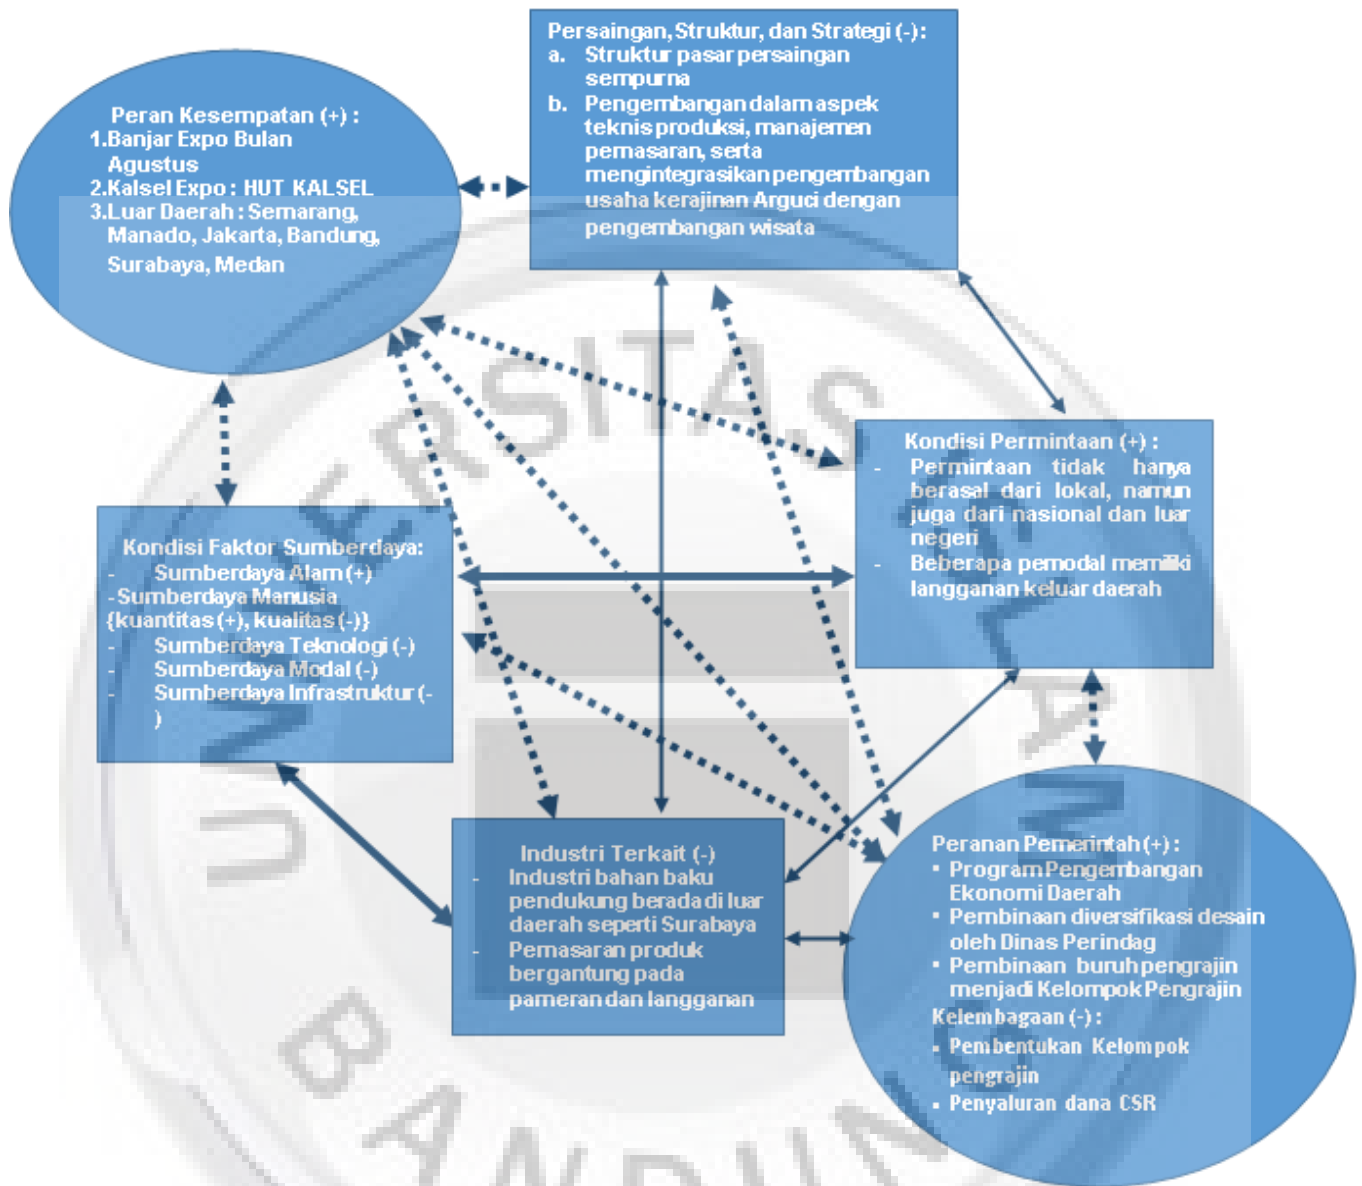 Persaingan, Struktur, dan Strategi (-) :
a. Struktur pasar persaingan
sempurna
b. Pengembangan dalam aspek
teknis produksi, manajemen
pemasaran, serta
mengintegrasikan pengembangan
usaha kerajinan Arguci dengan
pengembangan wisata
Peran Kesempatan (+) :
1.Banjar Expo Bulan
Agustus
2.Kalsel Expo : HUT KALSEL
3.Luar Daerah : Semarang,
Manado, Jakarta, Bandung,
Surabaya, Medan
Kondisi Permintaan (+) :
- Permintaan tidak hanya
berasal dari lokal, namun
juga dari nasional dan luar
negeri
- Beberapa pemodal memiliki
langganan keluar daerah
Kondisi Faktor Sumberdaya:
- Sumberdaya Alam (+)
- Sumberdaya Manusia
{kuantitas (+), kualitas (-)}
- Sumberdaya Teknologi (-)
- Sumberdaya Modal (-)
- Sumberdaya Infrastruktur (-
)
Industri Terkait (-)
- Industri bahan baku
pendukung berada di luar
daerah seperti Surabaya
- Pemasaran produk
bergantung pada
pameran dan langganan
Peranan Pemerintah (+) :
▪ Program Pengembangan
Ekonomi Daerah
▪ Pembinaan diversifikasi desain
oleh Dinas Perindag
▪ Pembinaan buruh pengrajin
menjadi Kelompok Pengrajin
Kelembagaan (-) :
▪ Pembentukan Kelompok
pengrajin
▪ Penyaluran dana CSR
UNIVERSITAS ISLAM
BANDUNG